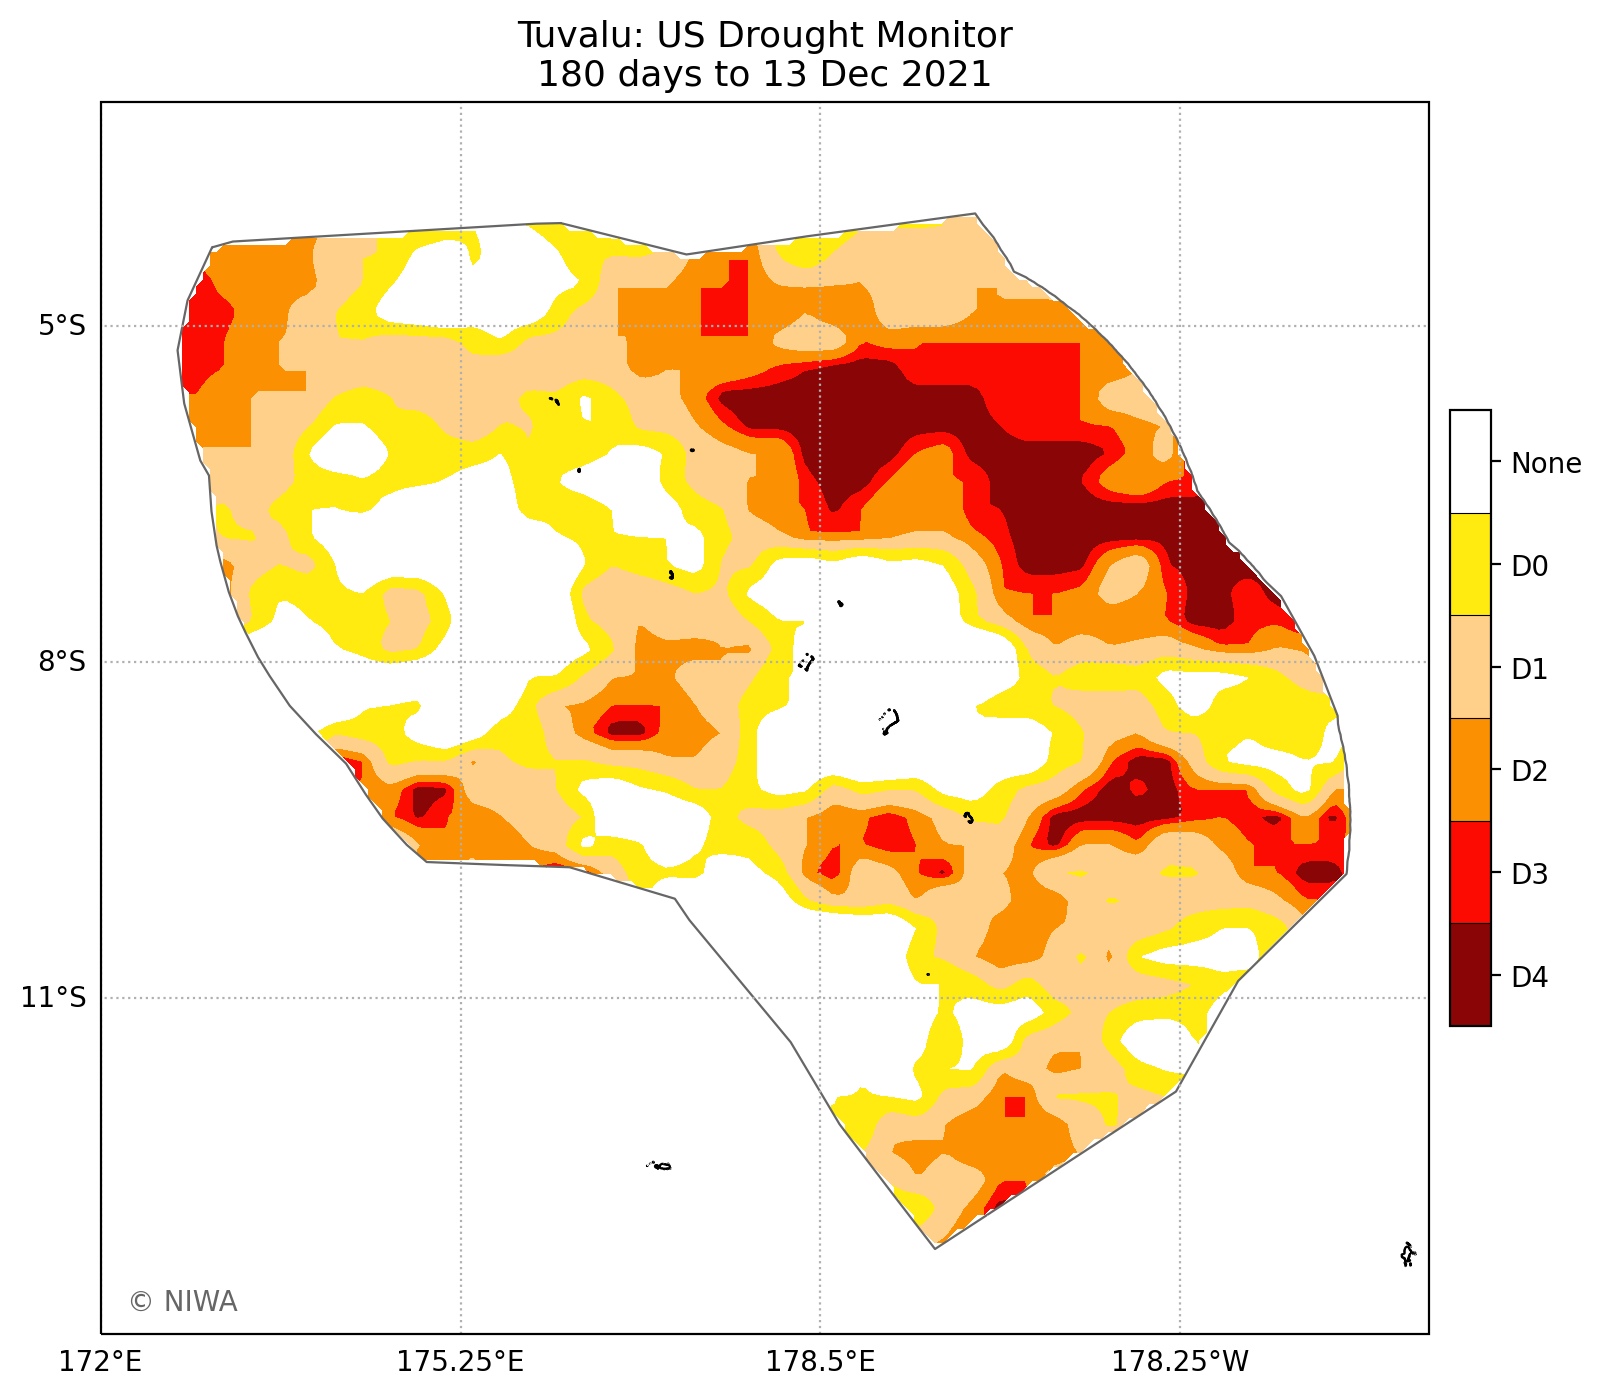 Tuvalu: US Drought Monitor
180 days to 13 Dec 2021
5°S
8°S
11°S
172°E
175.25°E
178.5°E
178.25°W
None
D0
D1
D2
D3
D4
© NIWA